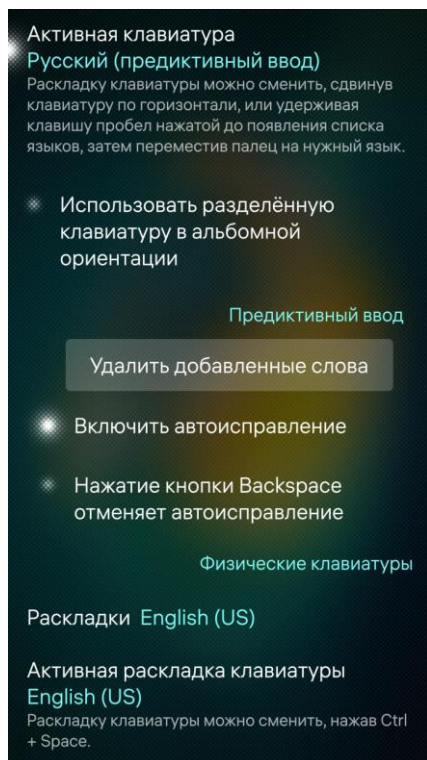 Активная клавиатура
Русский (предиктивный ввод)
Раскладку клавиатуры можно сменить, сдвинув
клавиатуру по горизонтали, или удерживая
клавишу пробел нажатой до появления списка
языков, затем переместив палец на нужный язык.
Использовать разделённую
клавиатуру в альбомной
ориентации
Предиктивный ввод
Удалить добавленные слова
Включить автоисправление
Нажатие кнопки Backspace
отменяет автоисправление
Физические клавиатуры
Раскладки English (US)
Активная раскладка клавиатуры
English (US)
Раскладку клавиатуры можно сменить, нажав Ctrl
+ Space.